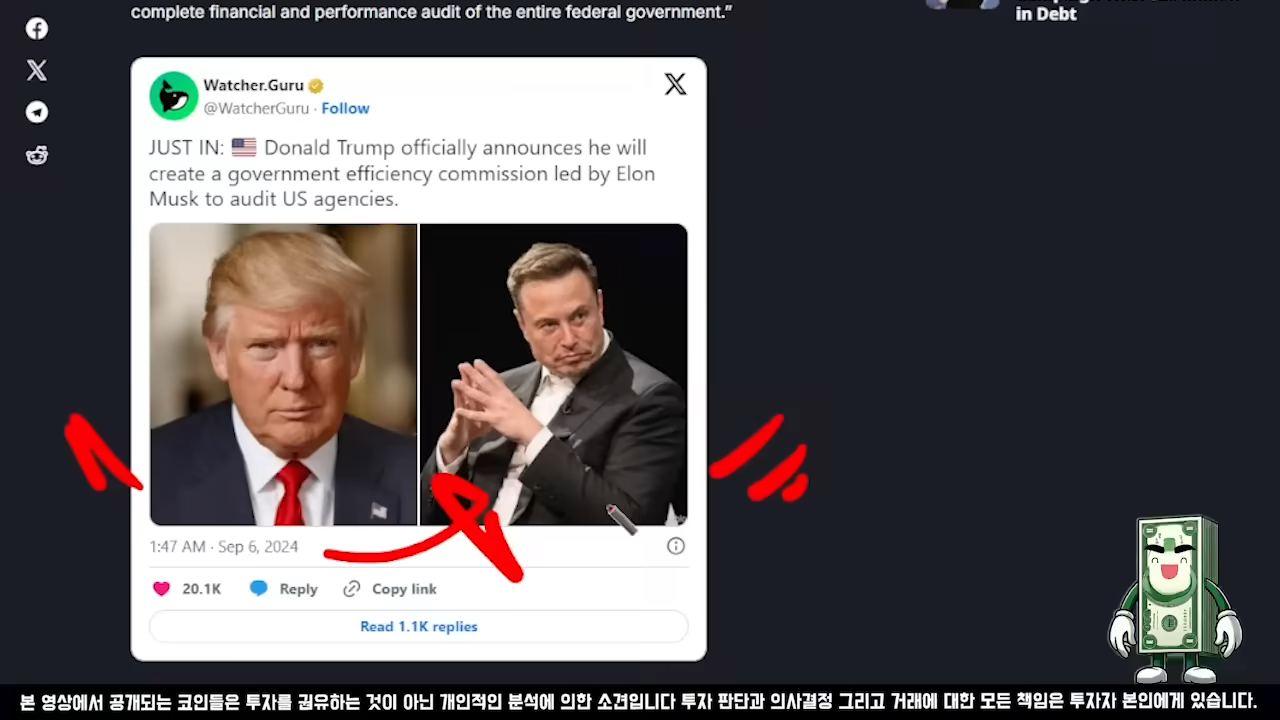 complete financial and performance audit of the entire federal government.”
in Debt
Watcher.Guru
@WatcherGuru · Follow
JUST IN: 🇺🇸 Donald Trump officially announces he will
create a government efficiency commission led by Elon
Musk to audit US agencies.
1:47 AM · Sep 6, 2024
20.1K Reply Copy link
Read 1.1K replies
본 영상에서 공개되는 코인들은 투자를 권유하는 것이 아닌 개인적인 분석에 의한 소견입니다 투자 판단과 의사결정 그리고 거래에 대한 모든 책임은 투자자 본인에게 있습니다.